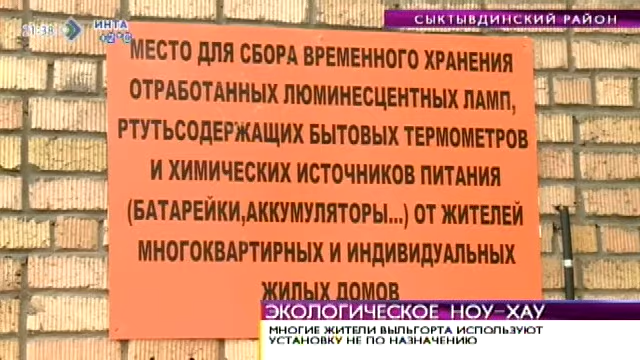 СЫКТЫВДИНСКИЙ РАЙОН
ИНТА
+2°С
МЕСТО ДЛЯ СБОРА ВРЕМЕННОГО ХРАНЕНИЯ
ОТРАБОТАННЫХ ЛЮМИНЕСЦЕНТНЫХ ЛАМП,
РТУТЬСОДЕРЖАЩИХ БЫТОВЫХ ТЕРМОМЕТРОВ
И ХИМИЧЕСКИХ ИСТОЧНИКОВ ПИТАНИЯ
(БАТАРЕЙКИ,АККУМУЛЯТОРЫ...) ОТ ЖИТЕЛЕЙ
МНОГОКВАРТИРНЫХ И ИНДИВИДУАЛЬНЫХ
ЖИЛЫХ ДОМОВ
ЭКОЛОГИЧЕСКОЕ НОУ-ХАУ
МНОГИЕ ЖИТЕЛИ ВЫЛЬГОРТА ИСПОЛЬЗУЮТ
УСТАНОВКУ НЕ ПО НАЗНАЧЕНИЮ